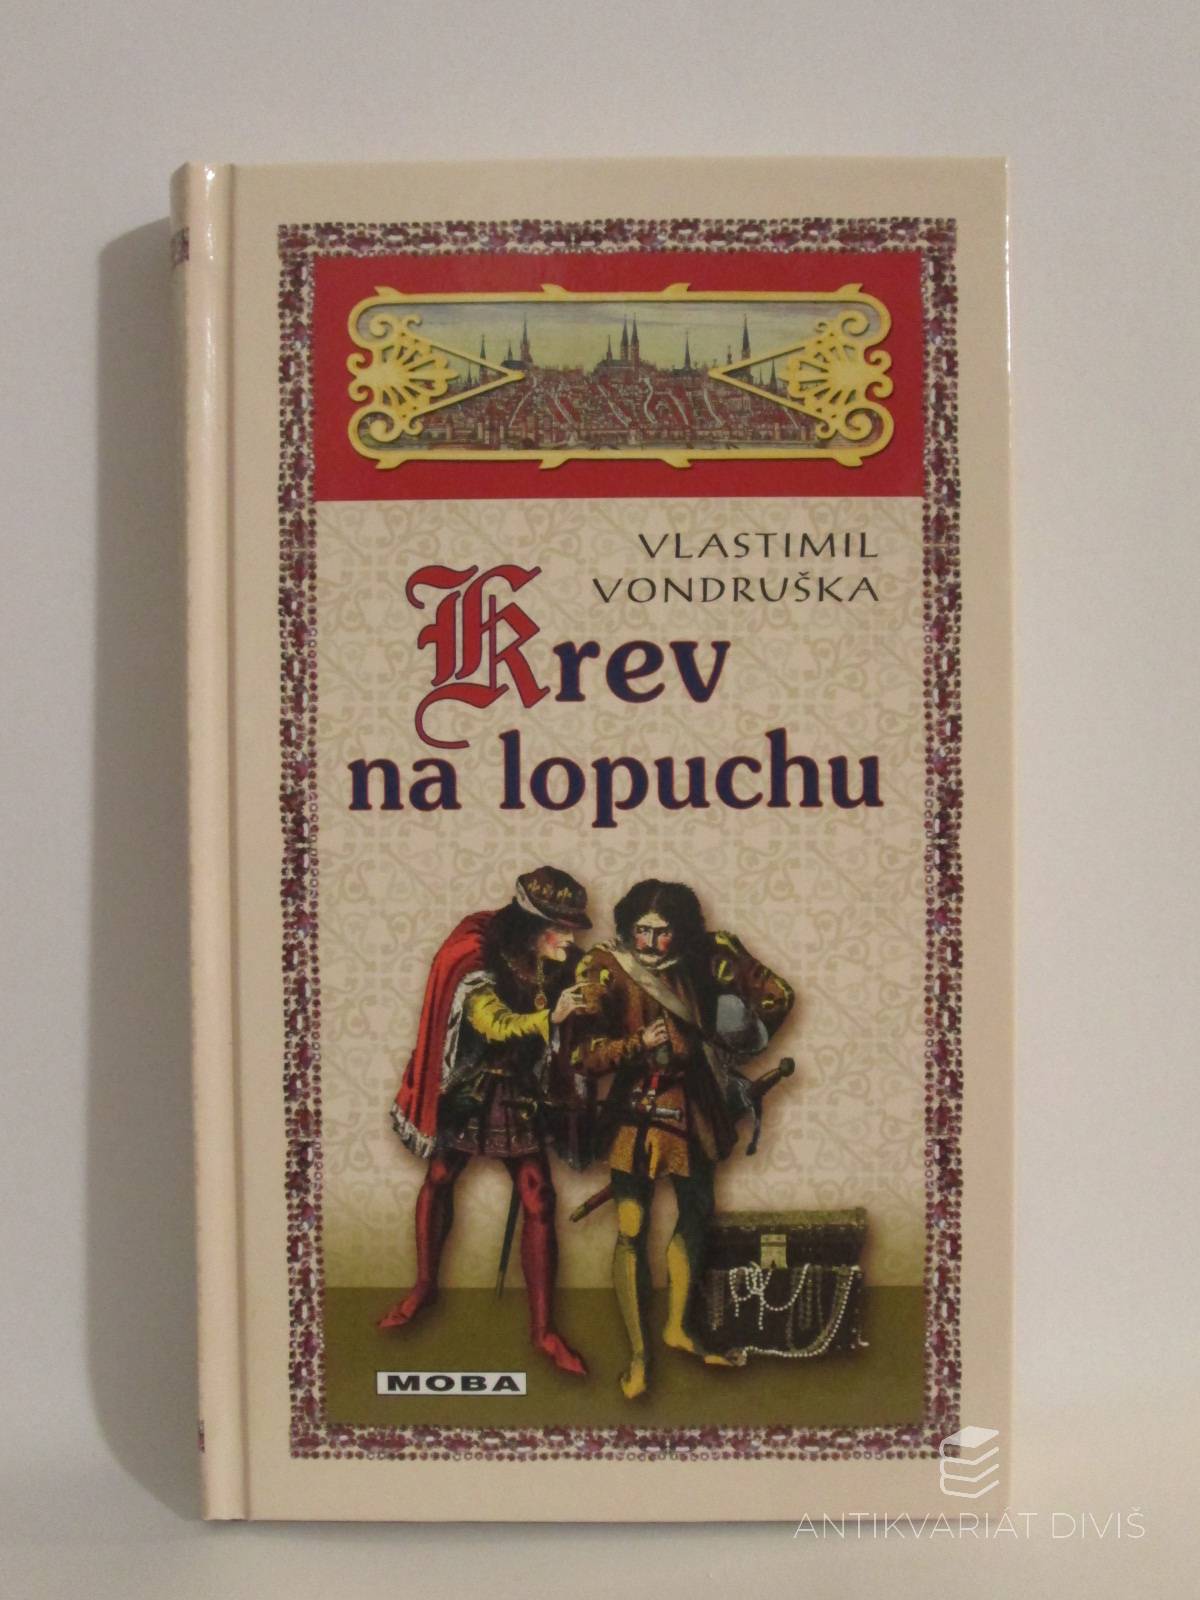 VLASTIMIL
VONDRUŠKA
Krev
na lopuchu
MOBA
ANTIKVARIÁT DIVIŠ